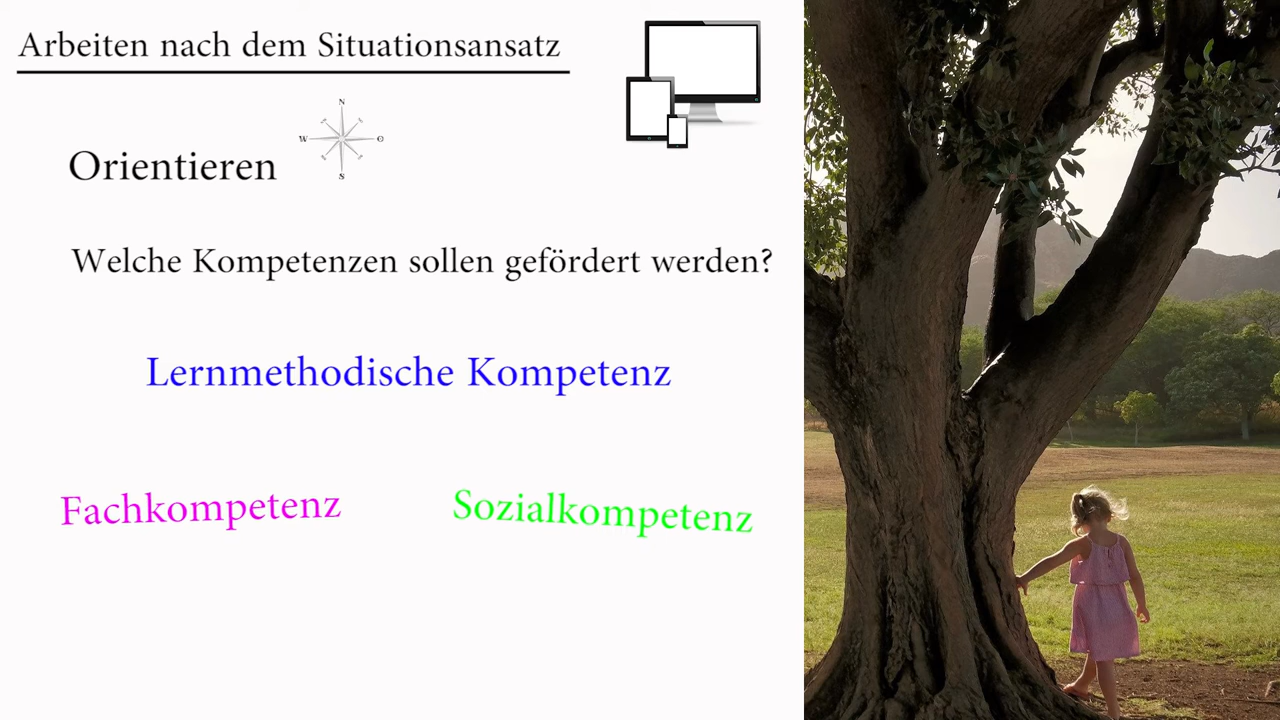 Arbeiten nach dem Situationsansatz
N
W O
S
Orientieren
Welche Kompetenzen sollen gefördert werden?
Lernmethodische Kompetenz
Fachkompetenz
Sozialkompetenz